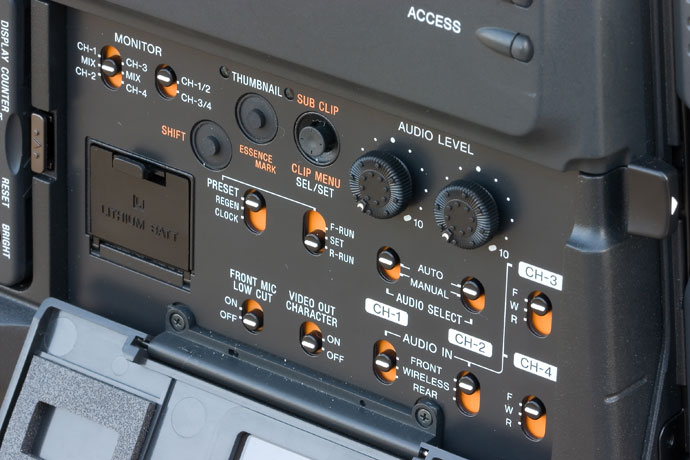 DISPLAY
COUNTER
RESET
BRIGHT
ACCESS
MONITOR
CH-1
MIX
CH-2
CH-3
MIX
CH-4
CH-1/2
CH-3/4
THUMBNAIL
SUB CLIP
SHIFT
ESSENCE
MARK
CLIP MENU
SEL/SET
AUDIO LEVEL
10
10
LITHIUM BATT
PRESET
REGEN
CLOCK
F-RUN
SET
R-RUN
AUTO
MANUAL
AUDIO SELECT
FRONT MIC
LOW CUT
ON
OFF
VIDEO OUT
CHARACTER
ON
OFF
CH-1
CH-2
AUDIO IN
FRONT
WIRELESS
REAR
CH-3
F
W
R
CH-4
F
W
R